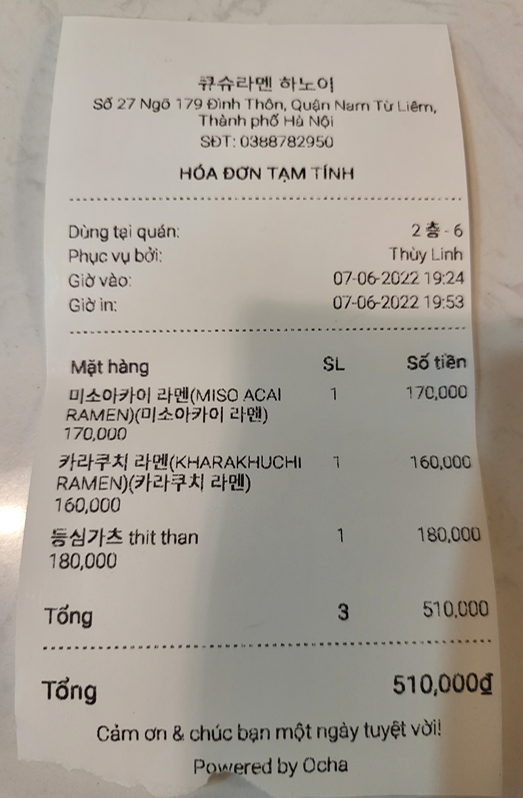 큐슈라멘 하노이
Số 27 Ngõ 179 Đình Thôn, Quận Nam Từ Liêm,
Thành phố Hà Nội
SĐT: 0388782950
HÓA ĐƠN TẠM TÍNH
Dùng tại quán: 2 층 - 6
Phục vụ bởi: Thùy Linh
Giờ vào: 07-06-2022 19:24
Giờ in: 07-06-2022 19:53
Mặt hàng SL Số tiền
미소아카이 라멘(MISO ACAI 1 170,000
RAMEN)(미소아카이 라멘)
170,000
카라쿠치 라멘(KHARAKHUCHI 1 160,000
RAMEN)(카라쿠치 라멘)
160,000
등심가츠 thit than 1 180,000
180,000
Tổng 3 510,000
Tổng 510,000₫
Cảm ơn & chúc bạn một ngày tuyệt vời!
Powered by Ocha